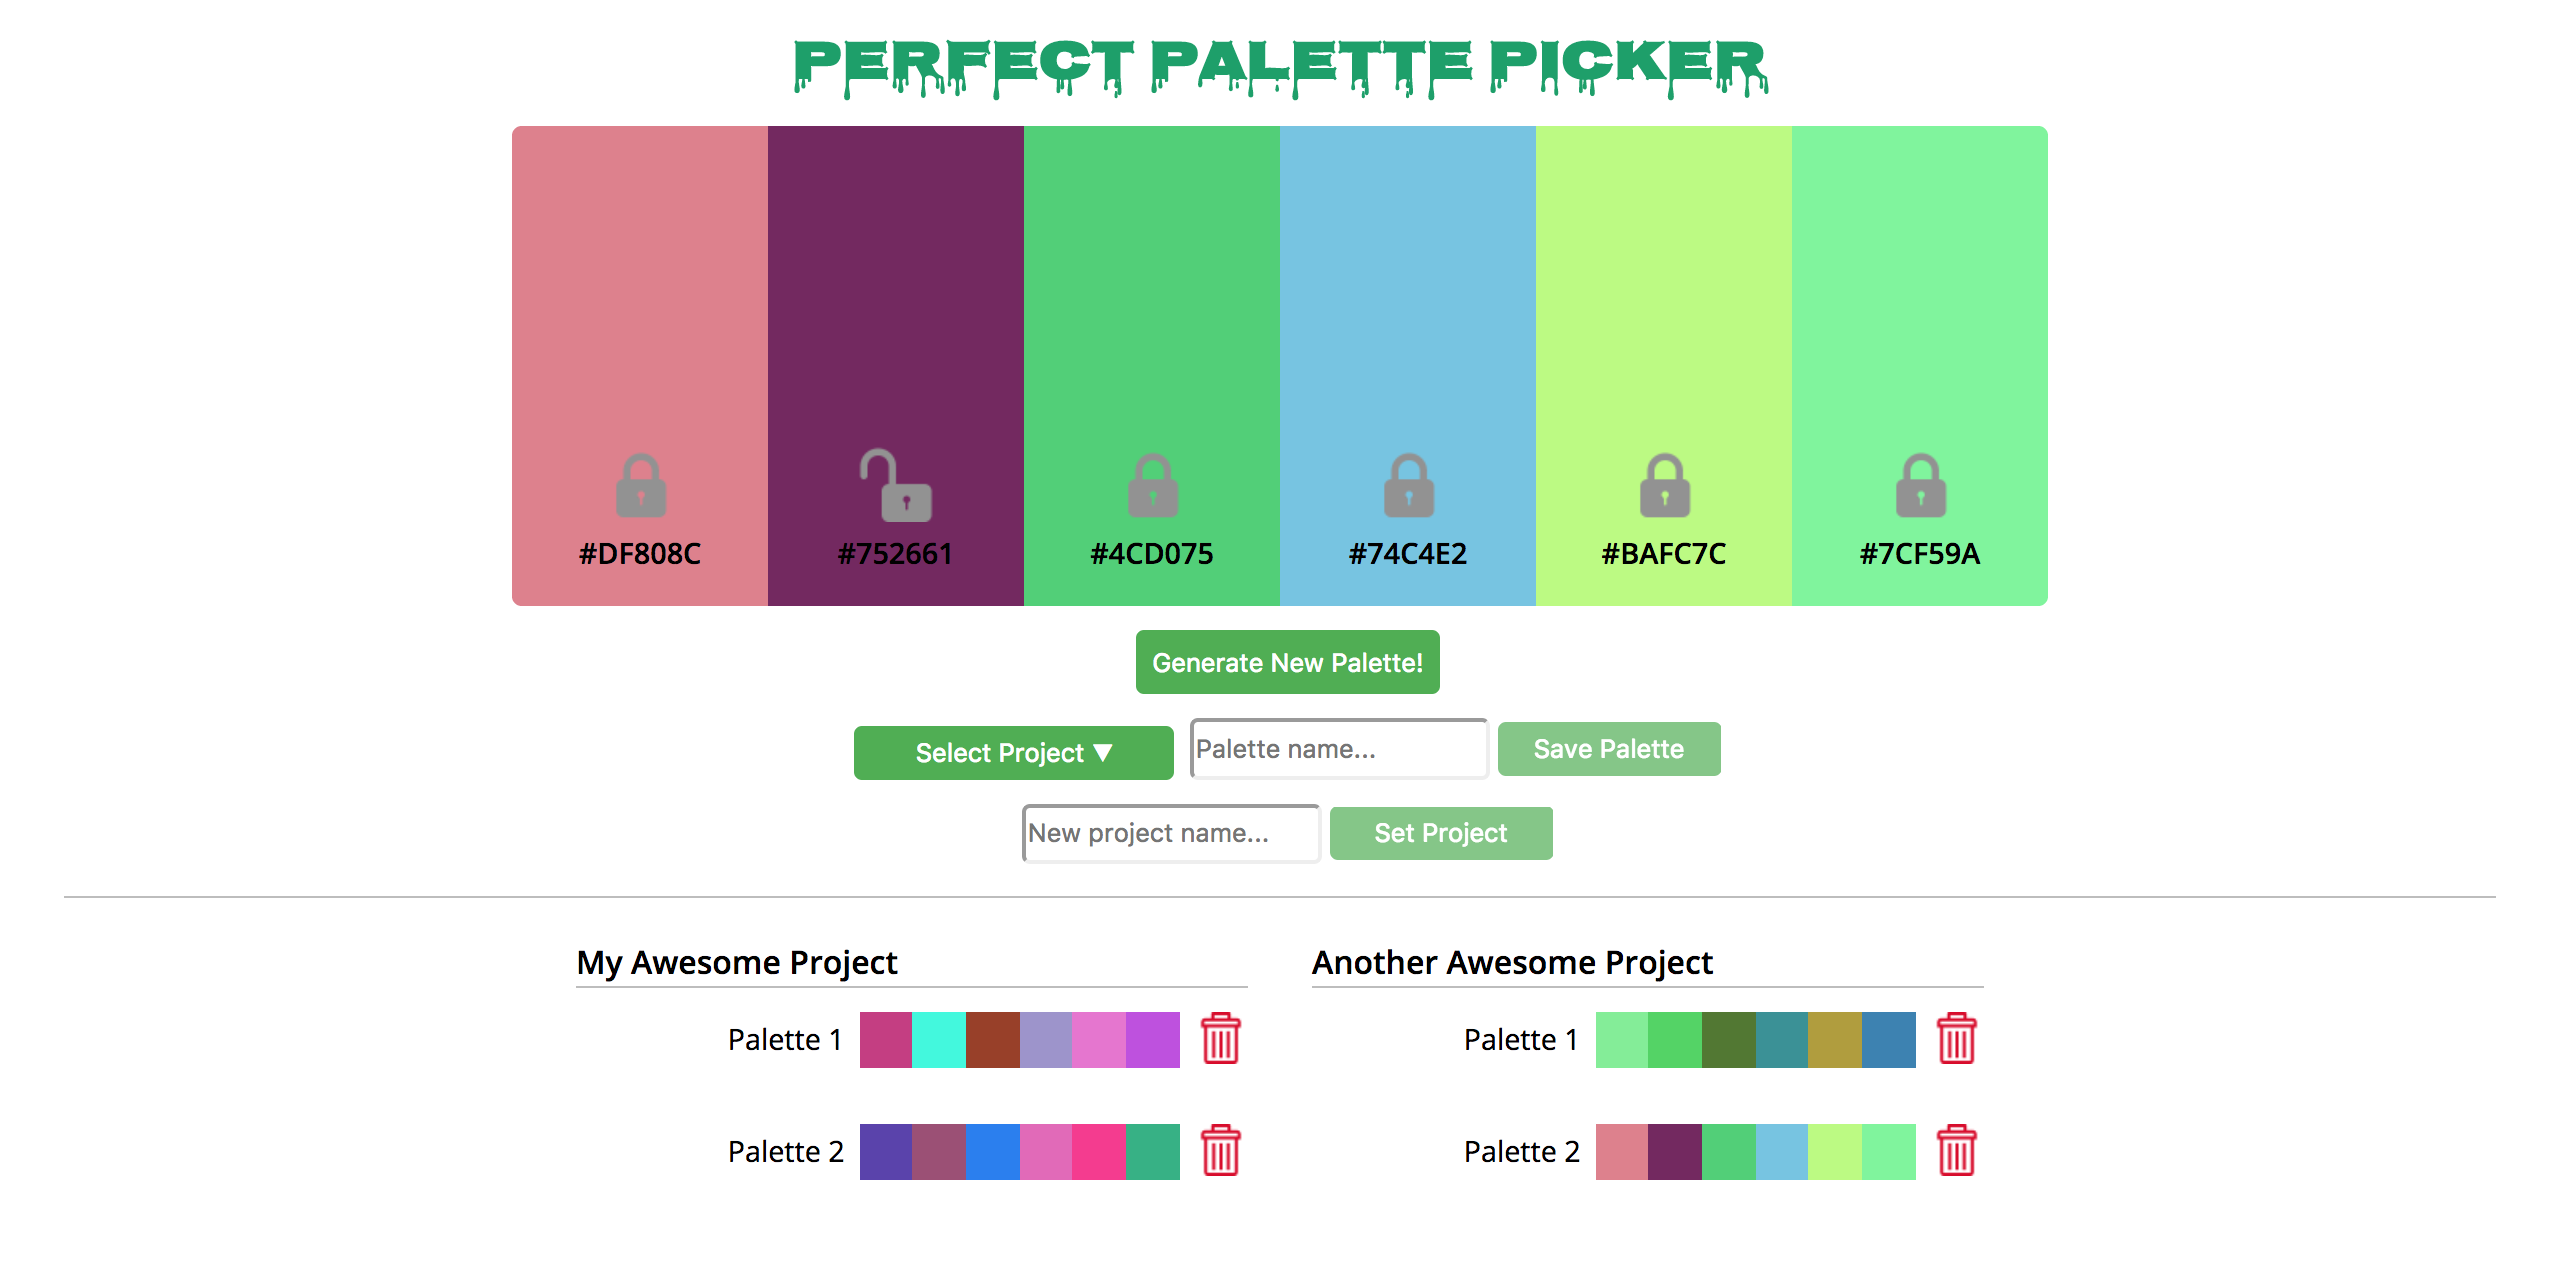 PERFECT PALETTE PICKER
#DF808C #752661 #4CD075 #74C4E2 #BAFC7C #7CF59A
Generate New Palette!
Select Project ▼ Palette name... Save Palette
New project name... Set Project
My Awesome Project
Palette 1
Palette 2
Another Awesome Project
Palette 1
Palette 2